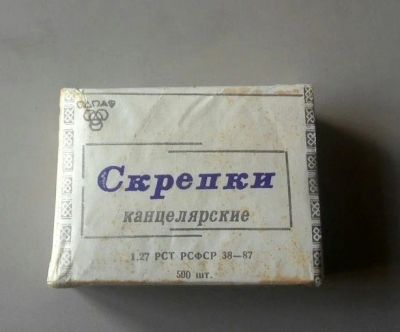 Скрепки
канцелярские
1.27 РСТ РСФСР 38—87
500 шт.